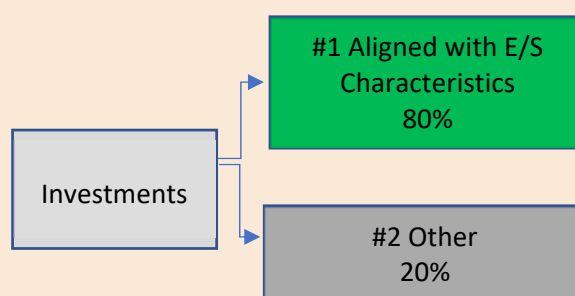 #1 Aligned with E/S
Characteristics
80%
Investments
#2 Other
20%